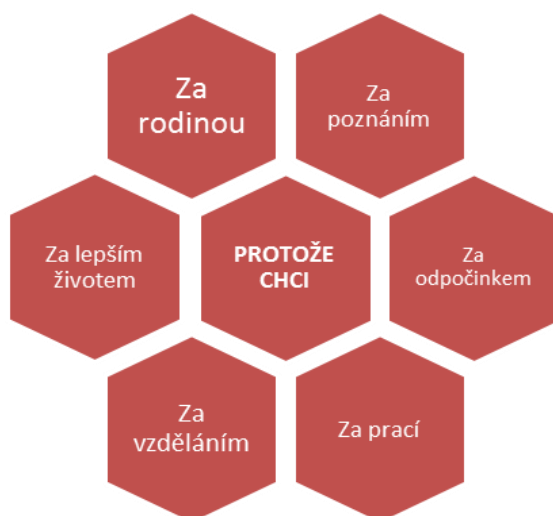 Za
rodinou
Za
poznáním
Za lepším
životem
PROTOŽE
CHCI
Za
odpočinkem
Za
vzděláním
Za prací